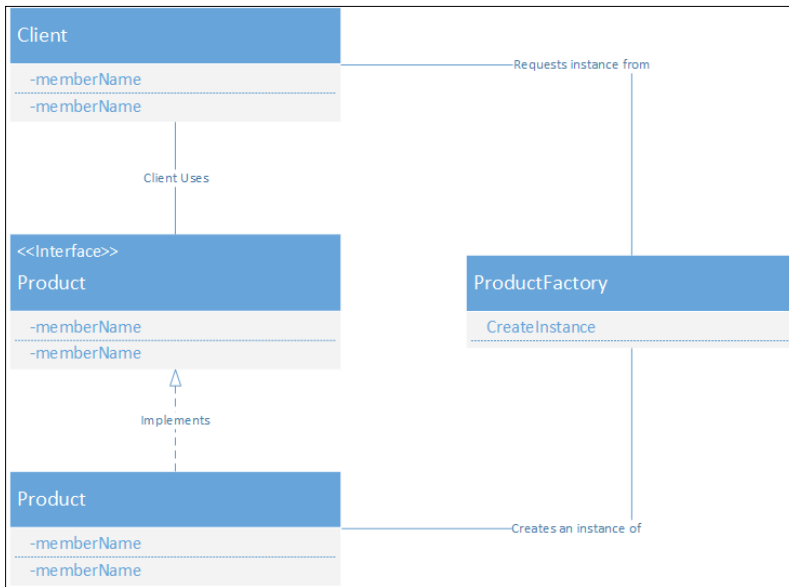 Client
-memberName
-memberName
Requests instance from
Client Uses
<<Interface>>
Product
-memberName
-memberName
ProductFactory
CreateInstance
Implements
Product
-memberName
-memberName
Creates an instance of